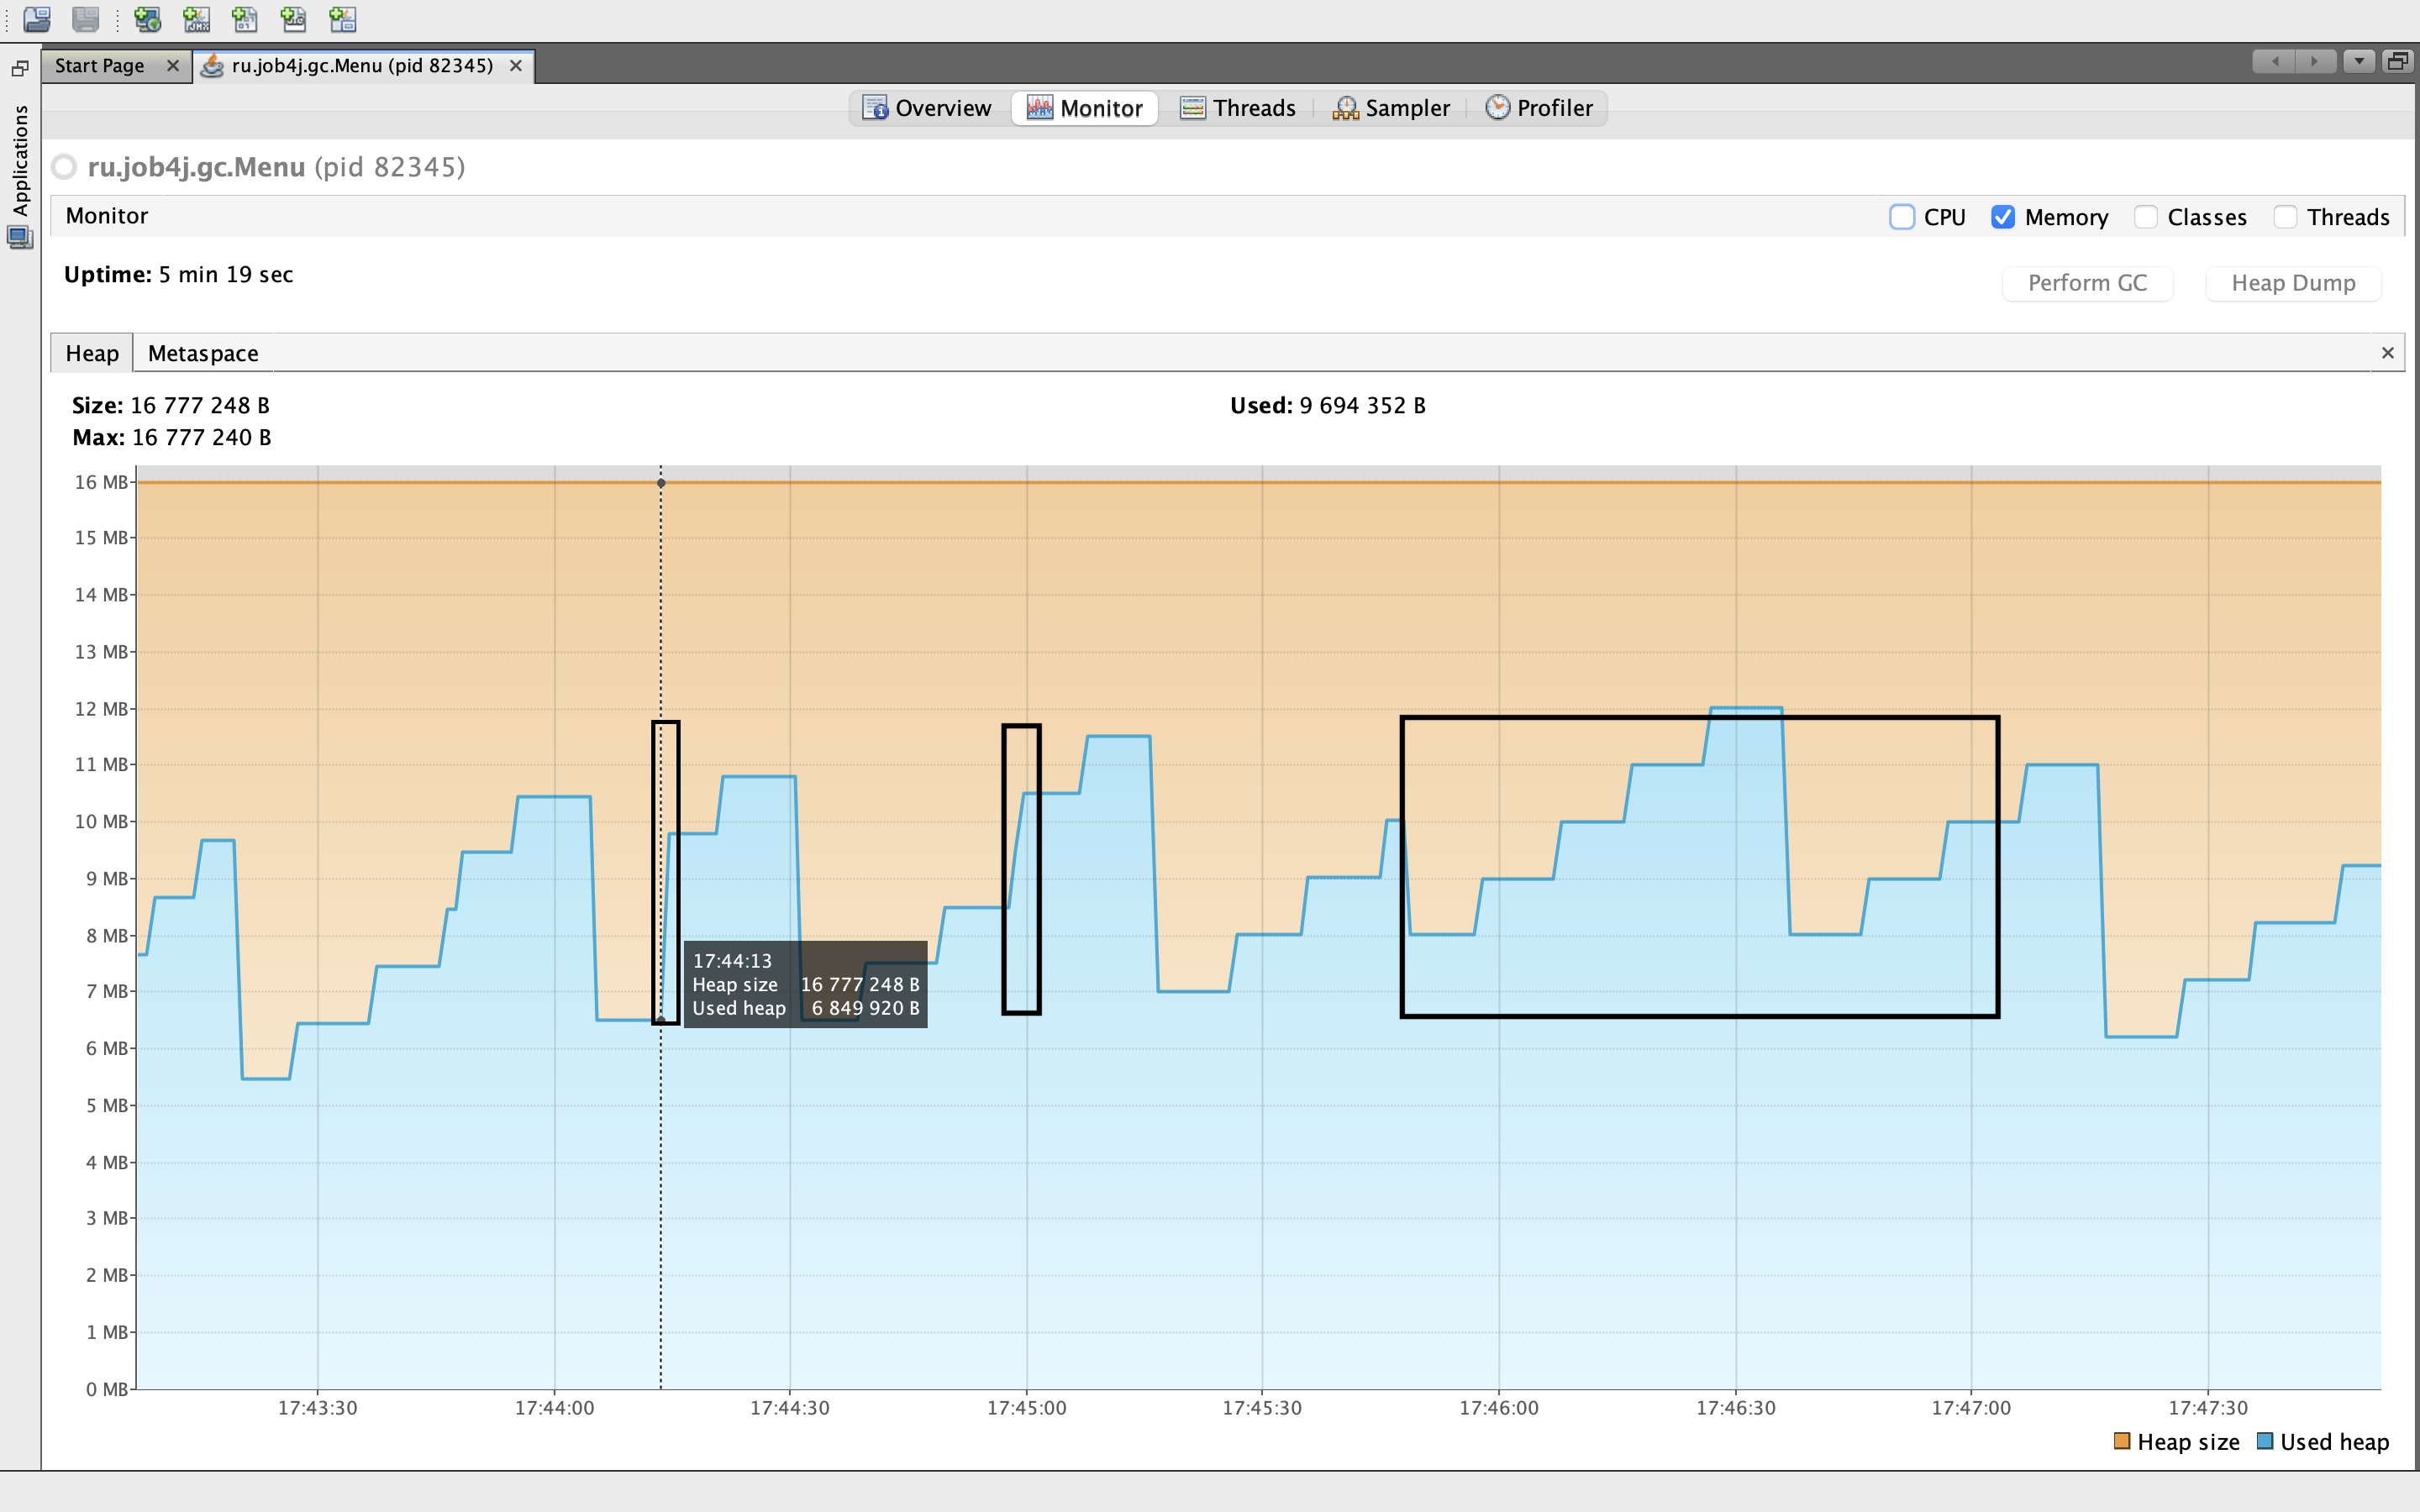 Start Page
ru.job4j.gc.Menu (pid 82345)
Applications
Overview Monitor Threads Sampler Profiler
ru.job4j.gc.Menu (pid 82345)
Monitor
CPU Memory Classes Threads
Uptime: 5 min 19 sec
Perform GC Heap Dump
Heap Metaspace
Size: 16 777 248 B
Used: 9 694 352 B
Max: 16 777 240 B
16 MB
15 MB
14 MB
13 MB
12 MB
11 MB
10 MB
9 MB
8 MB
7 MB
6 MB
5 MB
4 MB
3 MB
2 MB
1 MB
0 MB
17:44:13
Heap size 16 777 248 B
Used heap 6 849 920 B
17:43:30 17:44:00 17:44:30 17:45:00 17:45:30 17:46:00 17:46:30 17:47:00 17:47:30
Heap size Used heap